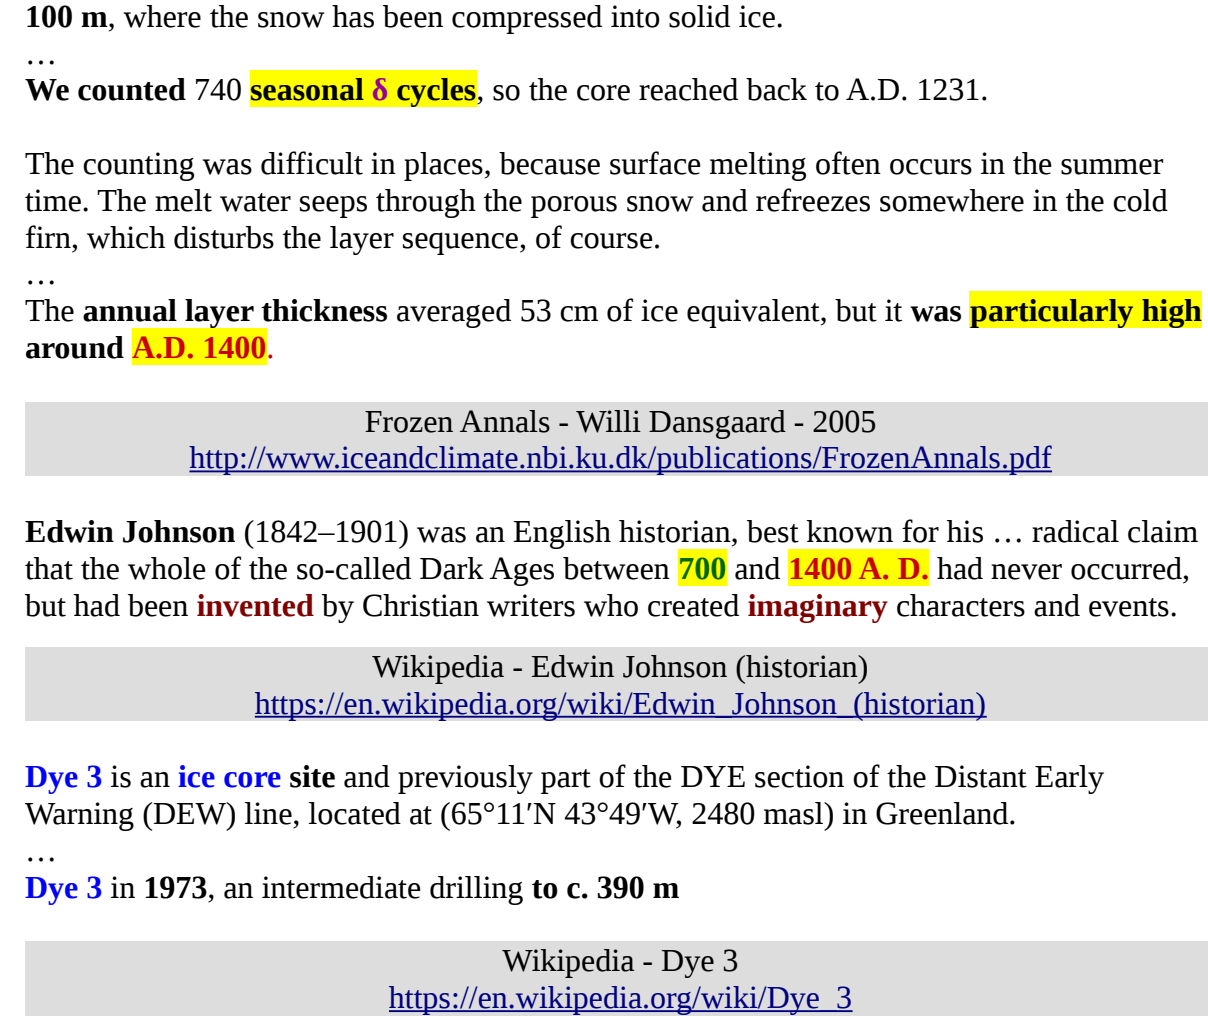 100 m, where the snow has been compressed into solid ice.
…
We counted 740 seasonal δ cycles, so the core reached back to A.D. 1231.
The counting was difficult in places, because surface melting often occurs in the summer
time. The melt water seeps through the porous snow and refreezes somewhere in the cold
firn, which disturbs the layer sequence, of course.
…
The annual layer thickness averaged 53 cm of ice equivalent, but it was particularly high
around A.D. 1400.
Frozen Annals - Willi Dansgaard - 2005
http://www.iceandclimate.nbi.ku.dk/publications/FrozenAnnals.pdf
Edwin Johnson (1842–1901) was an English historian, best known for his … radical claim
that the whole of the so-called Dark Ages between 700 and 1400 A. D. had never occurred,
but had been invented by Christian writers who created imaginary characters and events.
Wikipedia - Edwin Johnson (historian)
https://en.wikipedia.org/wiki/Edwin_Johnson_(historian)
Dye 3 is an ice core site and previously part of the DYE section of the Distant Early
Warning (DEW) line, located at (65°11′N 43°49′W, 2480 masl) in Greenland.
…
Dye 3 in 1973, an intermediate drilling to c. 390 m
Wikipedia - Dye 3
https://en.wikipedia.org/wiki/Dye_3